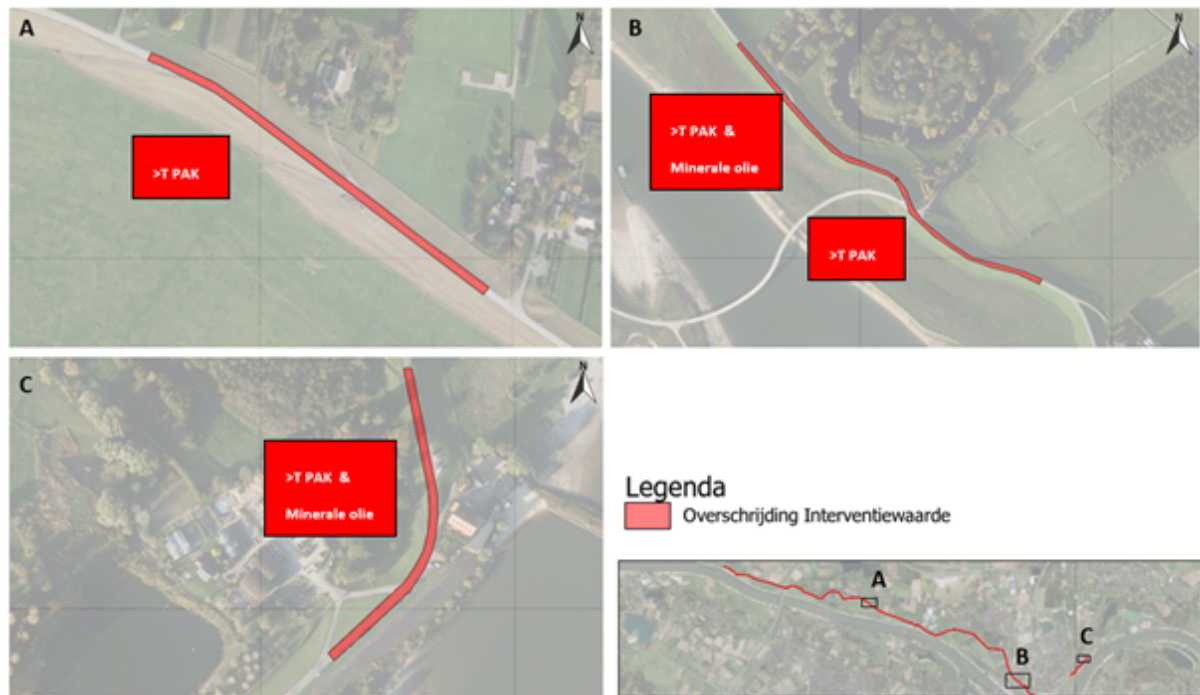 A
N
>T PAK
B
N
>T PAK &
Minerale olie
>T PAK
C
N
>T PAK &
Minerale olie
Legenda
Overschrijding Interventiewaarde
A
B
C